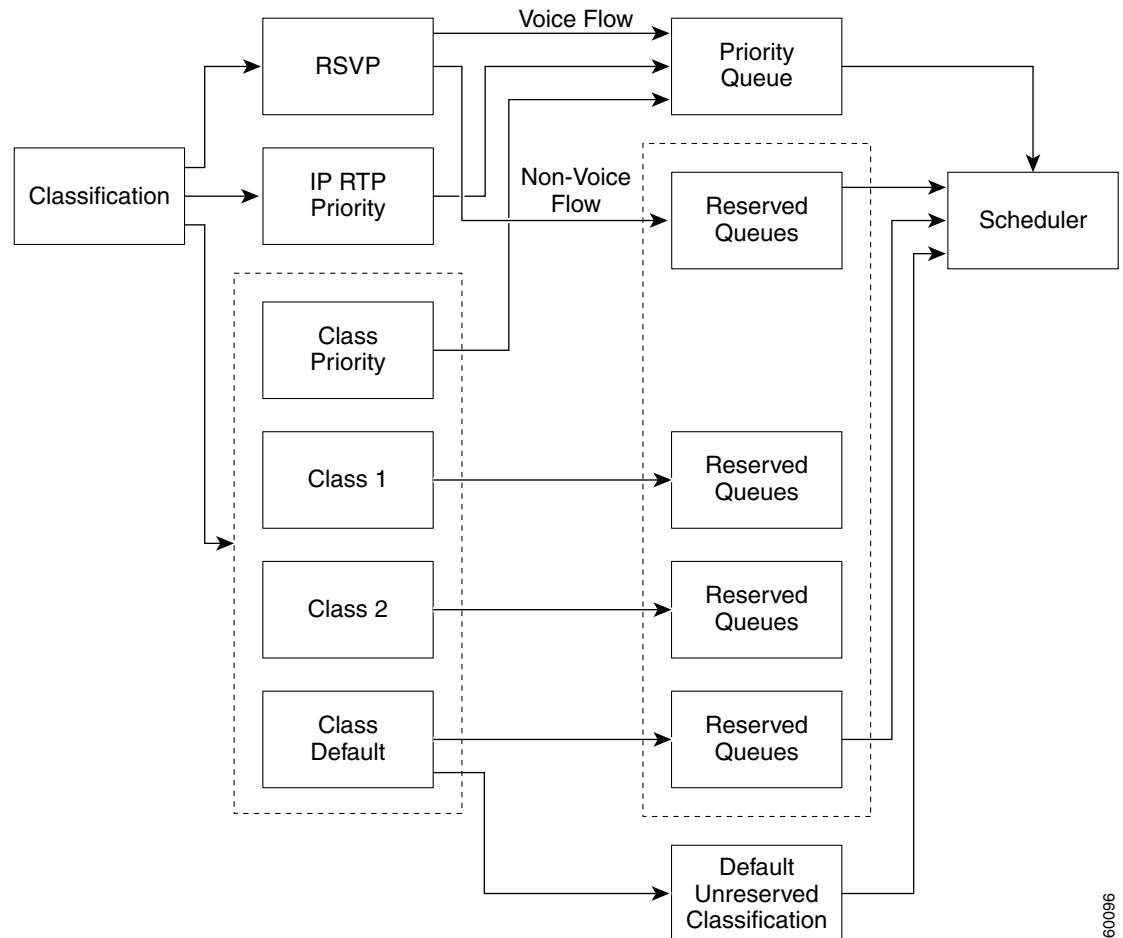 Voice Flow
RSVP
Priority
Queue
Classification
IP RTP
Priority
Non-Voice
Flow
Reserved
Queues
Scheduler
Class
Priority
Class 1
Reserved
Queues
Class 2
Reserved
Queues
Class
Default
Reserved
Queues
Default
Unreserved
Classification
60096